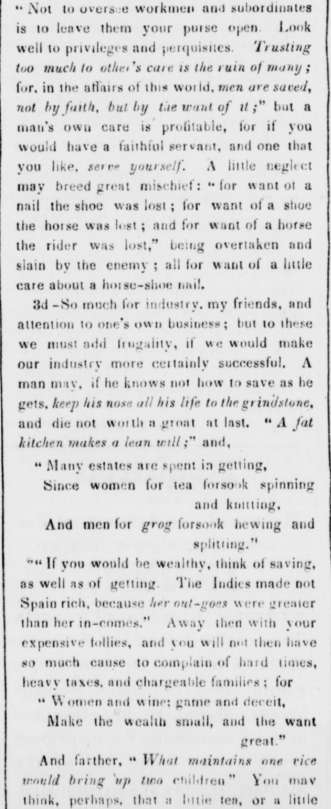 "Not to oversee workmen and subordinates
is to leave them your purse open. Look
well to privileges and perquisites. Trusting
too much to other's care is the ruin of many;
for, in the affairs of this world, men are saved,
not by faith, but by the want of it;" but a
man's own care is profitable, for if you
would have a faithful servant, and one that
you like, serve yourself. A little neglect
may breed great mischief: "for want of a
nail the shoe was lost; for want of a shoe
the horse was lost; and for want of a horse
the rider was lost," being overtaken and
slain by the enemy; all for want of a little
care about a horse-shoe nail.
3d -So much for industry, my friends, and
attention to one's own business; but to these
we must add frugality, if we would make
our industry more certainly successful. A
man may, if he knows not how to save as he
gets, keep his nose all his life to the grindstone,
and die not worth a groat at last. "A fat
kitchen makes a lean will;" and,
"Many estates are spent in getting,
Since women for tea forsook spinning
and knitting,
And men for grog forsook hewing and
splitting."
""If you would be wealthy, think of saving,
as well as of getting. The Indies made not
Spain rich, because her out-goes were greater
than her in-comes." Away then with your
expensive follies, and you will not then have
so much cause to complain of hard times,
heavy taxes, and chargeable families; for
"Women and wine; game and deceit,
Make the wealth small, and the want
great."
And farther, "What maintains one vice
would bring up two children" You may
think, perhaps, that a little tea, or a little